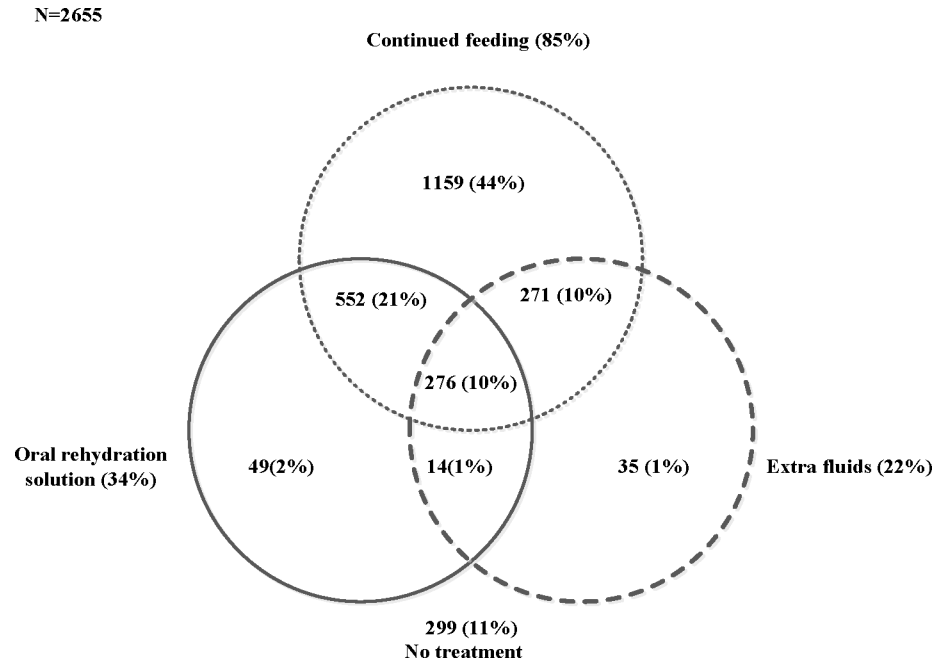 N=2655
Continued feeding (85%)
1159 (44%)
552 (21%)
271 (10%)
276 (10%)
Oral rehydration
solution (34%)
49(2%)
14(1%)
35 (1%)
Extra fluids (22%)
299 (11%)
No treatment